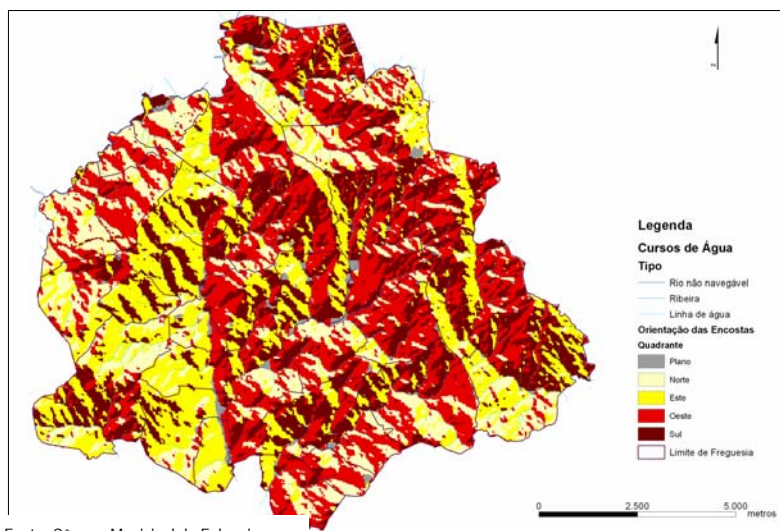 Legenda
Cursos de Água
Tipo
Rio não navegável
Ribeira
Linha de água
Orientação das Encostas
Quadrante
Plano
Norte
Este
Oeste
Sul
Limite de Freguesia
0 2.500 5.000
metros